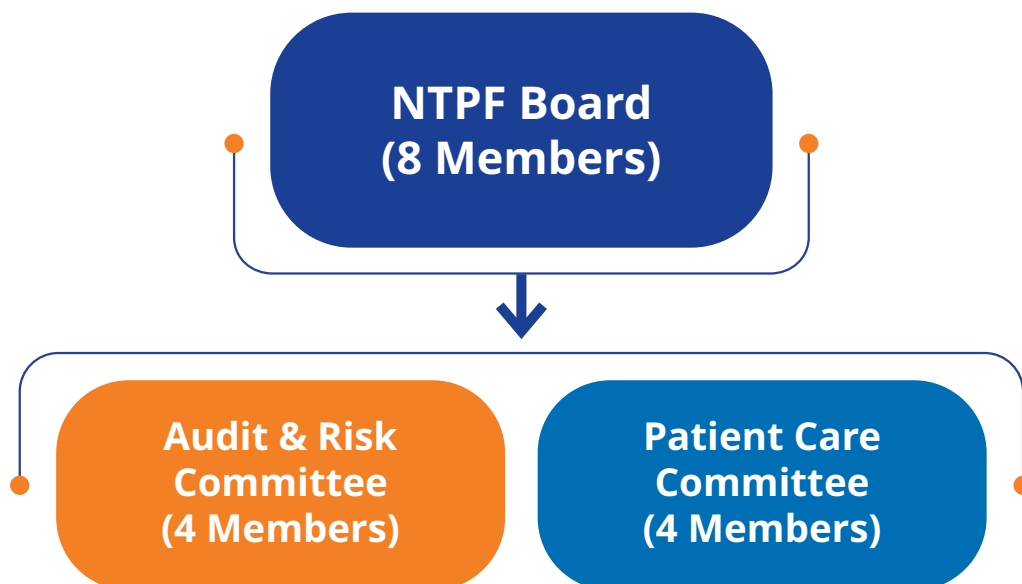 NTPF Board
(8 Members)
Audit & Risk
Committee
(4 Members)
Patient Care
Committee
(4 Members)